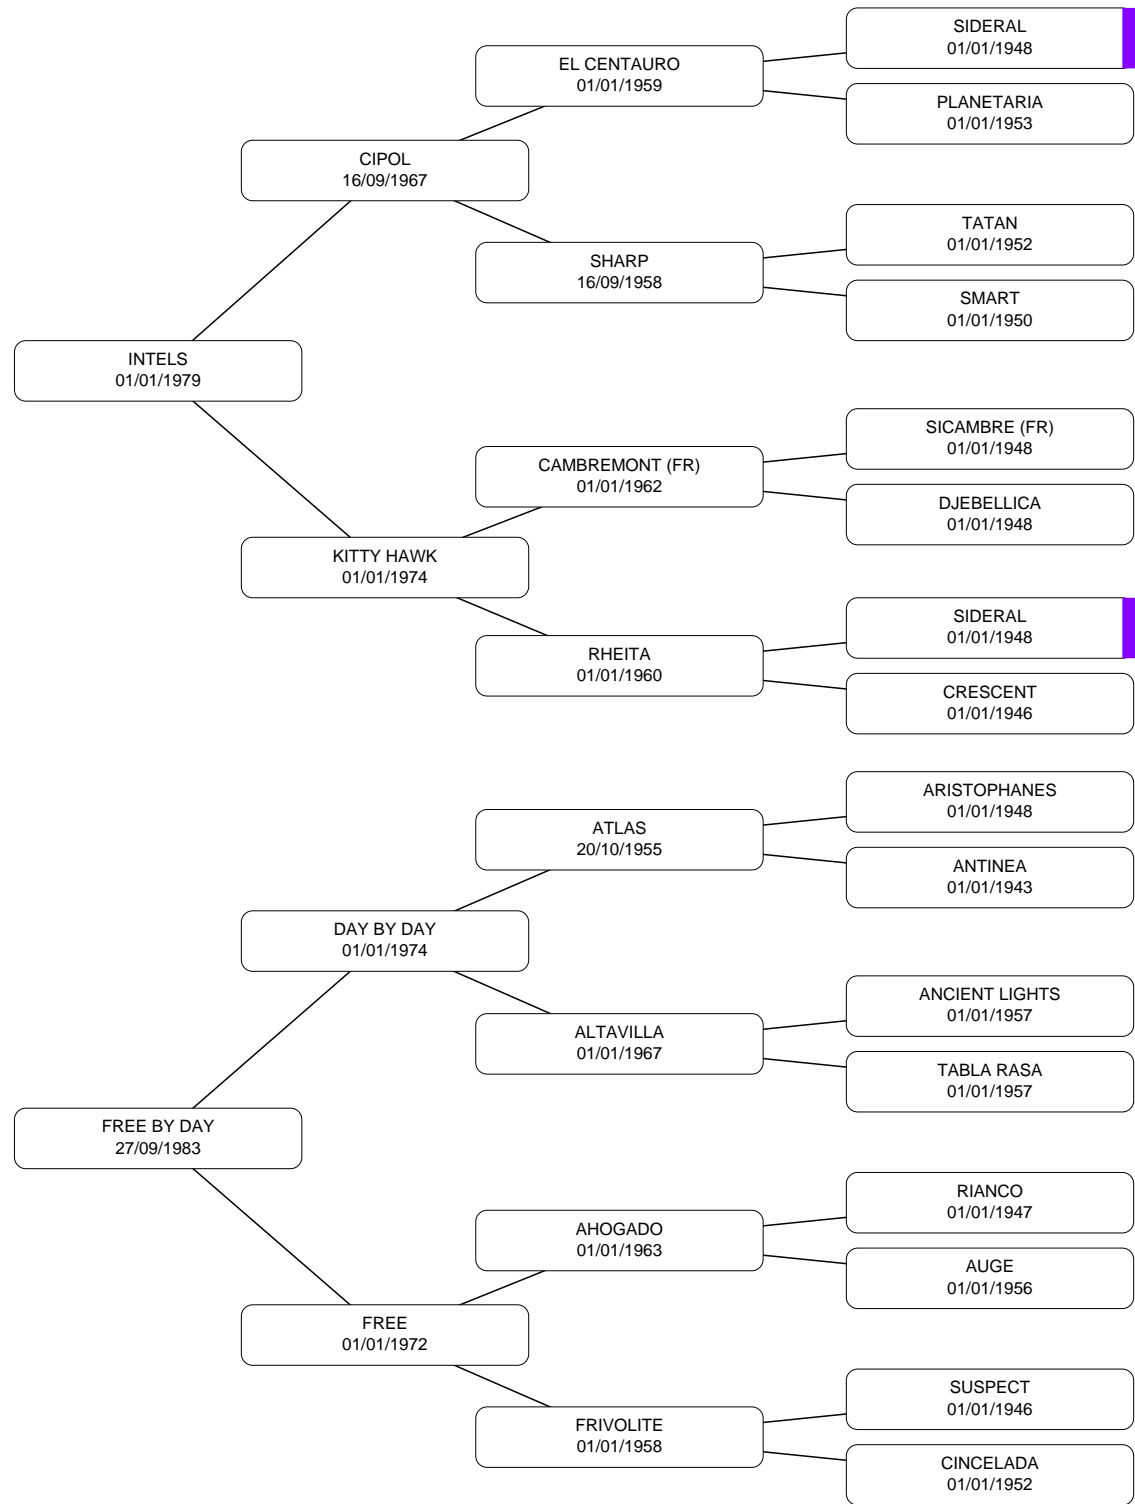 SIDERAL
01/01/1948
EL CENTAURO
01/01/1959
PLANETARIA
01/01/1953
CIPOL
16/09/1967
TATAN
01/01/1952
SHARP
16/09/1958
SMART
01/01/1950
INTELS
01/01/1979
SICAMBRE (FR)
01/01/1948
CAMBREMONT (FR)
01/01/1962
DJEBELLICA
01/01/1948
KITTY HAWK
01/01/1974
SIDERAL
01/01/1948
RHEITA
01/01/1960
CRESCENT
01/01/1946
ARISTOPHANES
01/01/1948
ATLAS
20/10/1955
ANTINEA
01/01/1943
DAY BY DAY
01/01/1974
ANCIENT LIGHTS
01/01/1957
ALTAVILLA
01/01/1967
TABLA RASA
01/01/1957
FREE BY DAY
27/09/1983
RIANCO
01/01/1947
AHOGADO
01/01/1963
AUGE
01/01/1956
FREE
01/01/1972
SUSPECT
01/01/1946
FRIVOLITE
01/01/1958
CINCELADA
01/01/1952